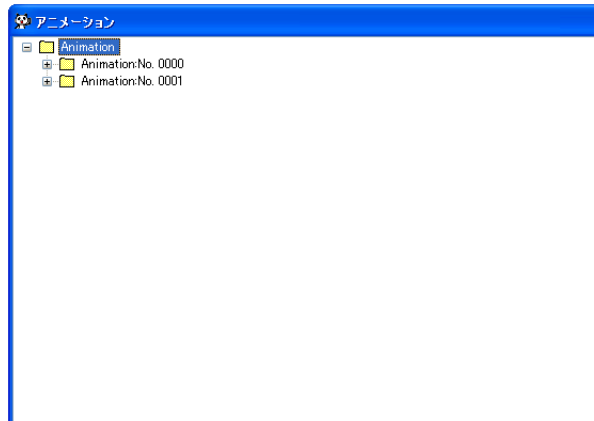 アニメーション
Animation
Animation:No. 0000
Animation:No. 0001